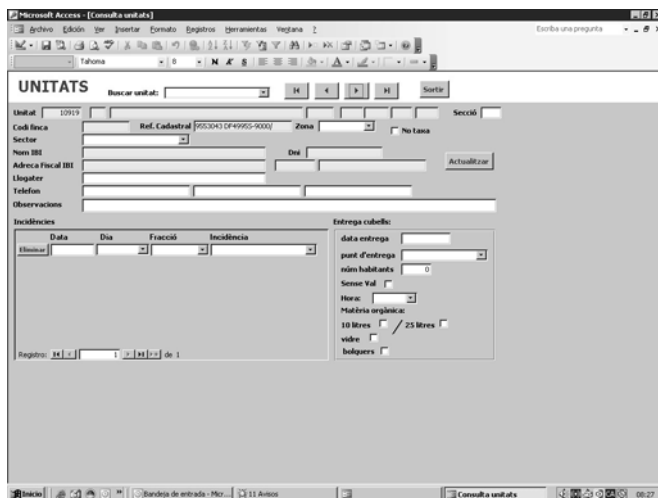 Microsoft Access - [Consulta unitats]
Archivo Edición Ver Insertar Formato Registros Herramientas Ventana ? Escriba una pregunta
Tahoma 8 N K S
UNITATS Buscar unitat: Sortir
Unitat 10919 Secció
Codi finca Ref. Cadastral 9553043 DF4995S-9000/ Zona No taxa
Sector
Nom IBI Dni
Adreca Fiscal IBI Actualitzar
Llogater
Telefon
Observacions
Incidències Entrega cubells:
Data Dia Fracció Incidència data entrega
Eliminar
punt d'entrega
núm habitants 0
Sense Val
Hora:
Matèria orgànica:
10 litres / 25 litres
vidre
Registro: 1 de 1 bolquers
Inicio Bandeja de entrada - Micr... 11 Avisos Consulta unitats 08:27